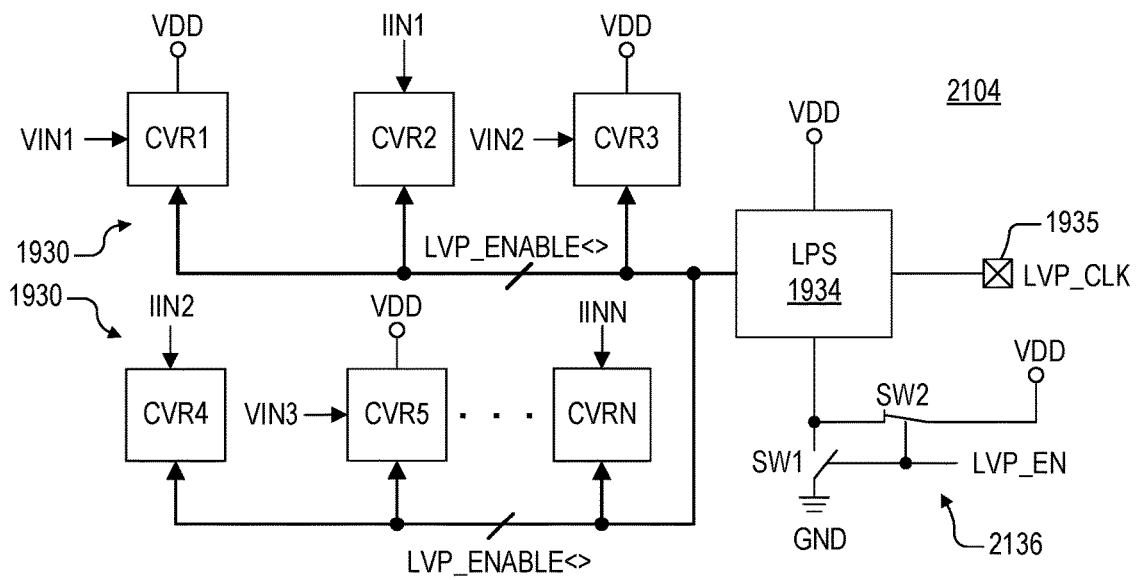 VDD
IIN1
VDD
2104
VIN1
CVR1
CVR2
VIN2
CVR3
VDD
1930
LVP_ENABLE<>
LPS
1934
1935
LVP_CLK
1930
IIN2
VDD
IINN
VDD
CVR4
VIN3
CVR5
. . .
CVRN
SW2
SW1
LVP_EN
GND
2136
LVP_ENABLE<>